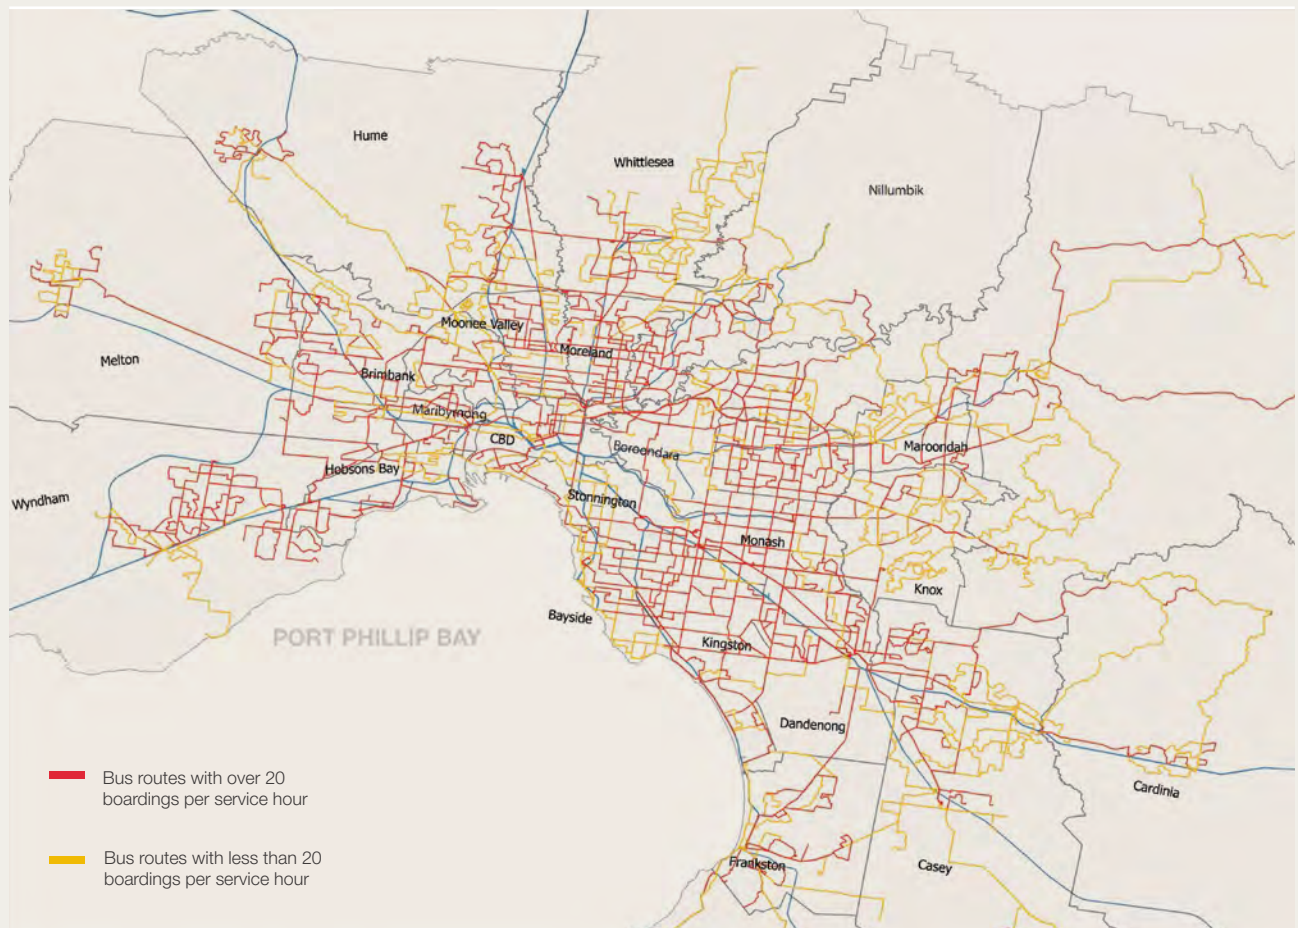 Hume
Whittlesea
Nillumbik
Moonee Valley
Moreland
Melton
Brimbank
Maribyrnong
CBD
Boroondara
Maroondah
Hobsons Bay
Wyndham
Stonnington
Monash
Knox
Bayside
PORT PHILLIP BAY
Kingston
Dandenong
Cardinia
Frankston
Casey
Bus routes with over 20
boardings per service hour
Bus routes with less than 20
boardings per service hour